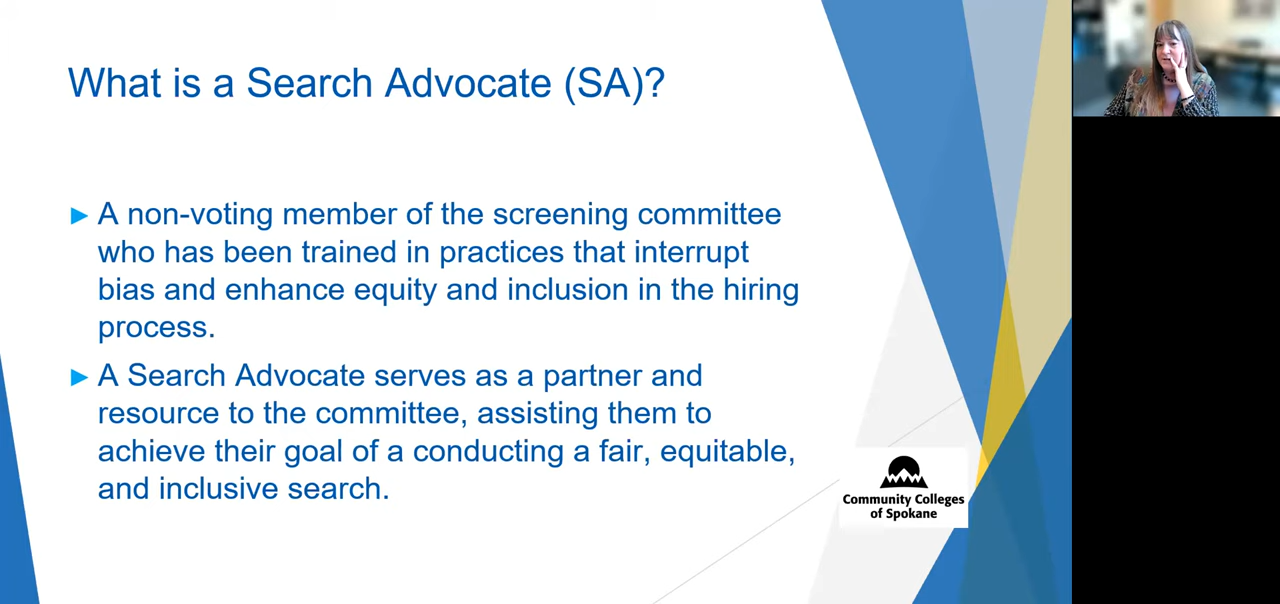 What is a Search Advocate (SA)?
A non-voting member of the screening committee
who has been trained in practices that interrupt
bias and enhance equity and inclusion in the hiring
process.
A Search Advocate serves as a partner and
resource to the committee, assisting them to
achieve their goal of a conducting a fair, equitable,
and inclusive search.
Community Colleges
of Spokane